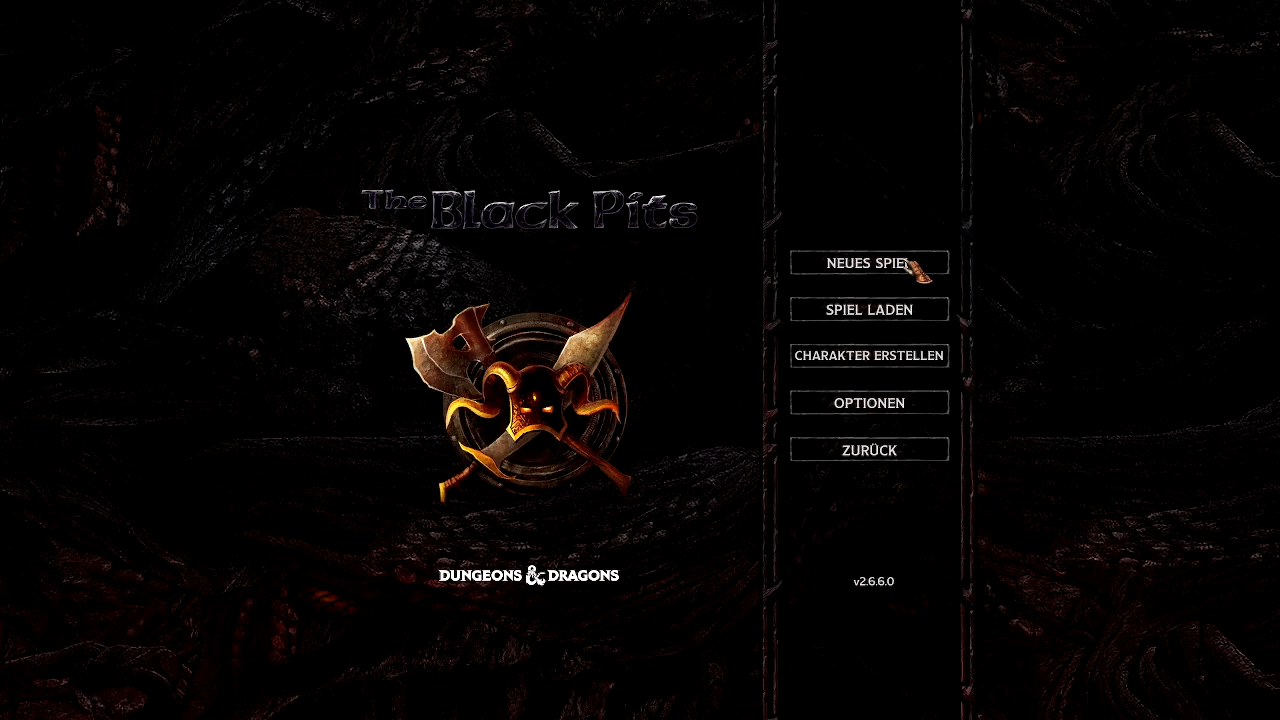 The Black Pits
NEUES SPIEL
SPIEL LADEN
CHARAKTER ERSTELLEN
OPTIONEN
ZURÜCK
DUNGEONS & DRAGONS
v2.6.6.0